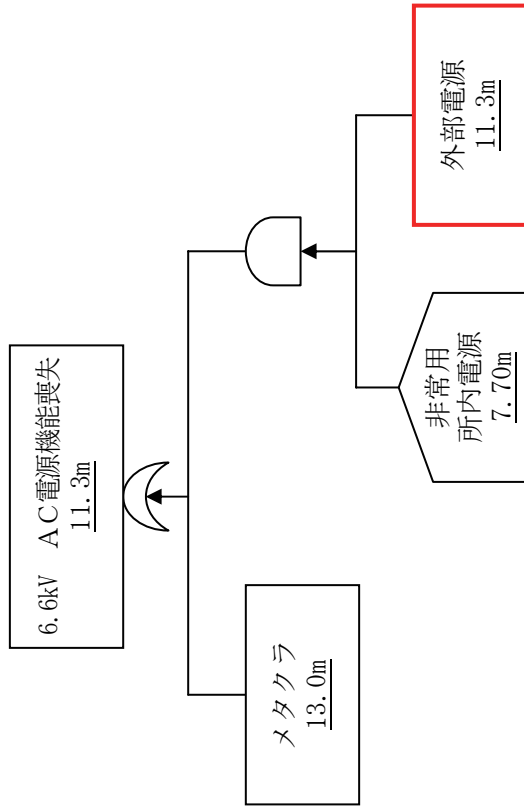 6.6kV AC電源機能喪失
11.3m
メタクラ
13.0m
非常用
所内電源
7.70m
外部電源
11.3m